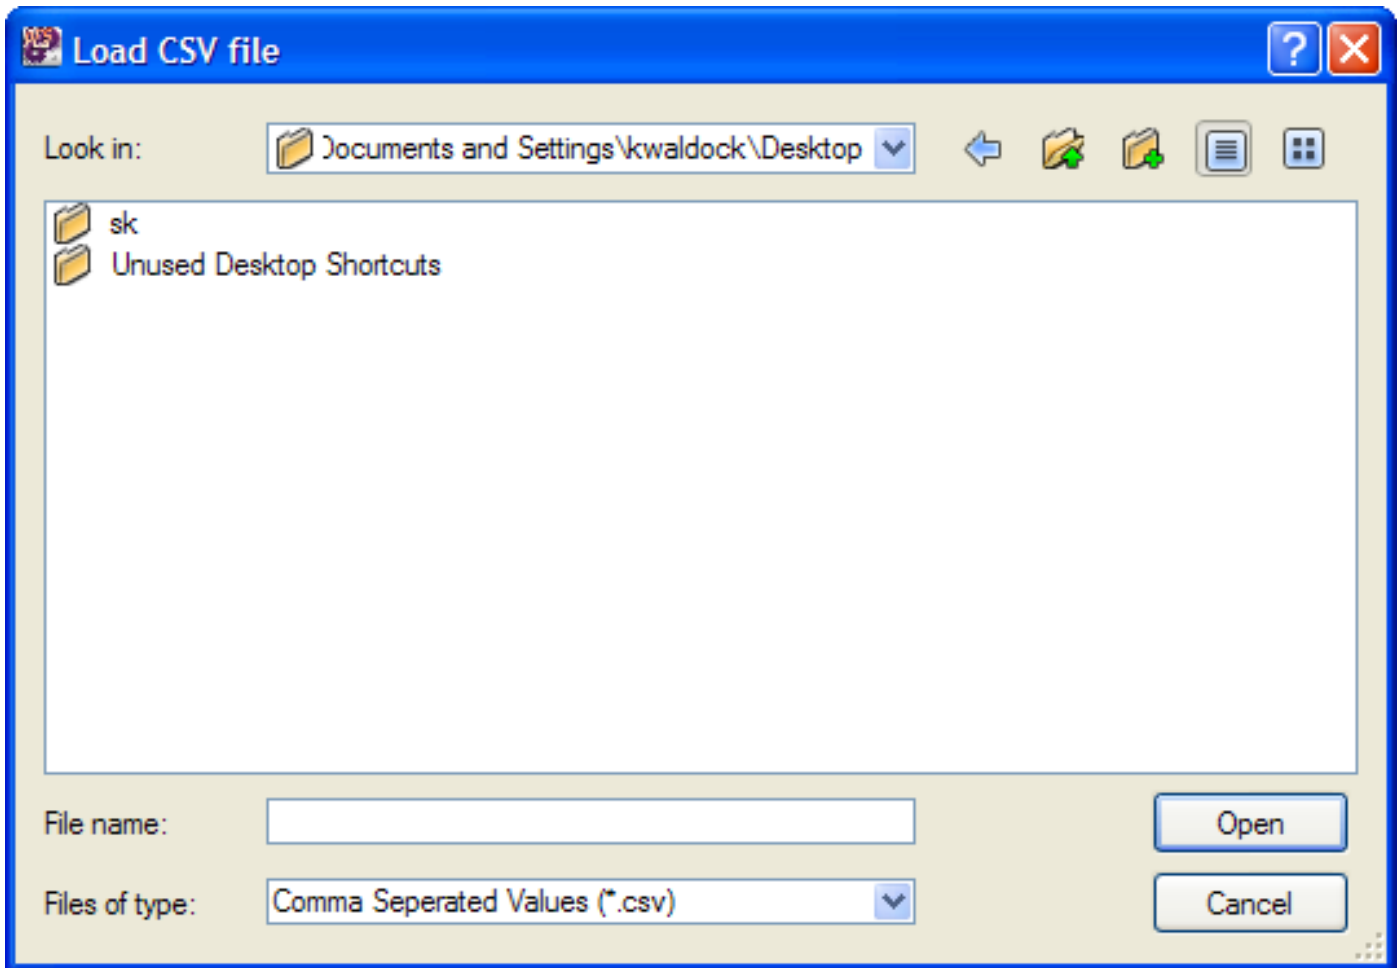 Load CSV file
Look in:
Documents and Settings\kwaldock\Desktop
sk
Unused Desktop Shortcuts
File name:
Open
Files of type:
Comma Seperated Values (*.csv)
Cancel